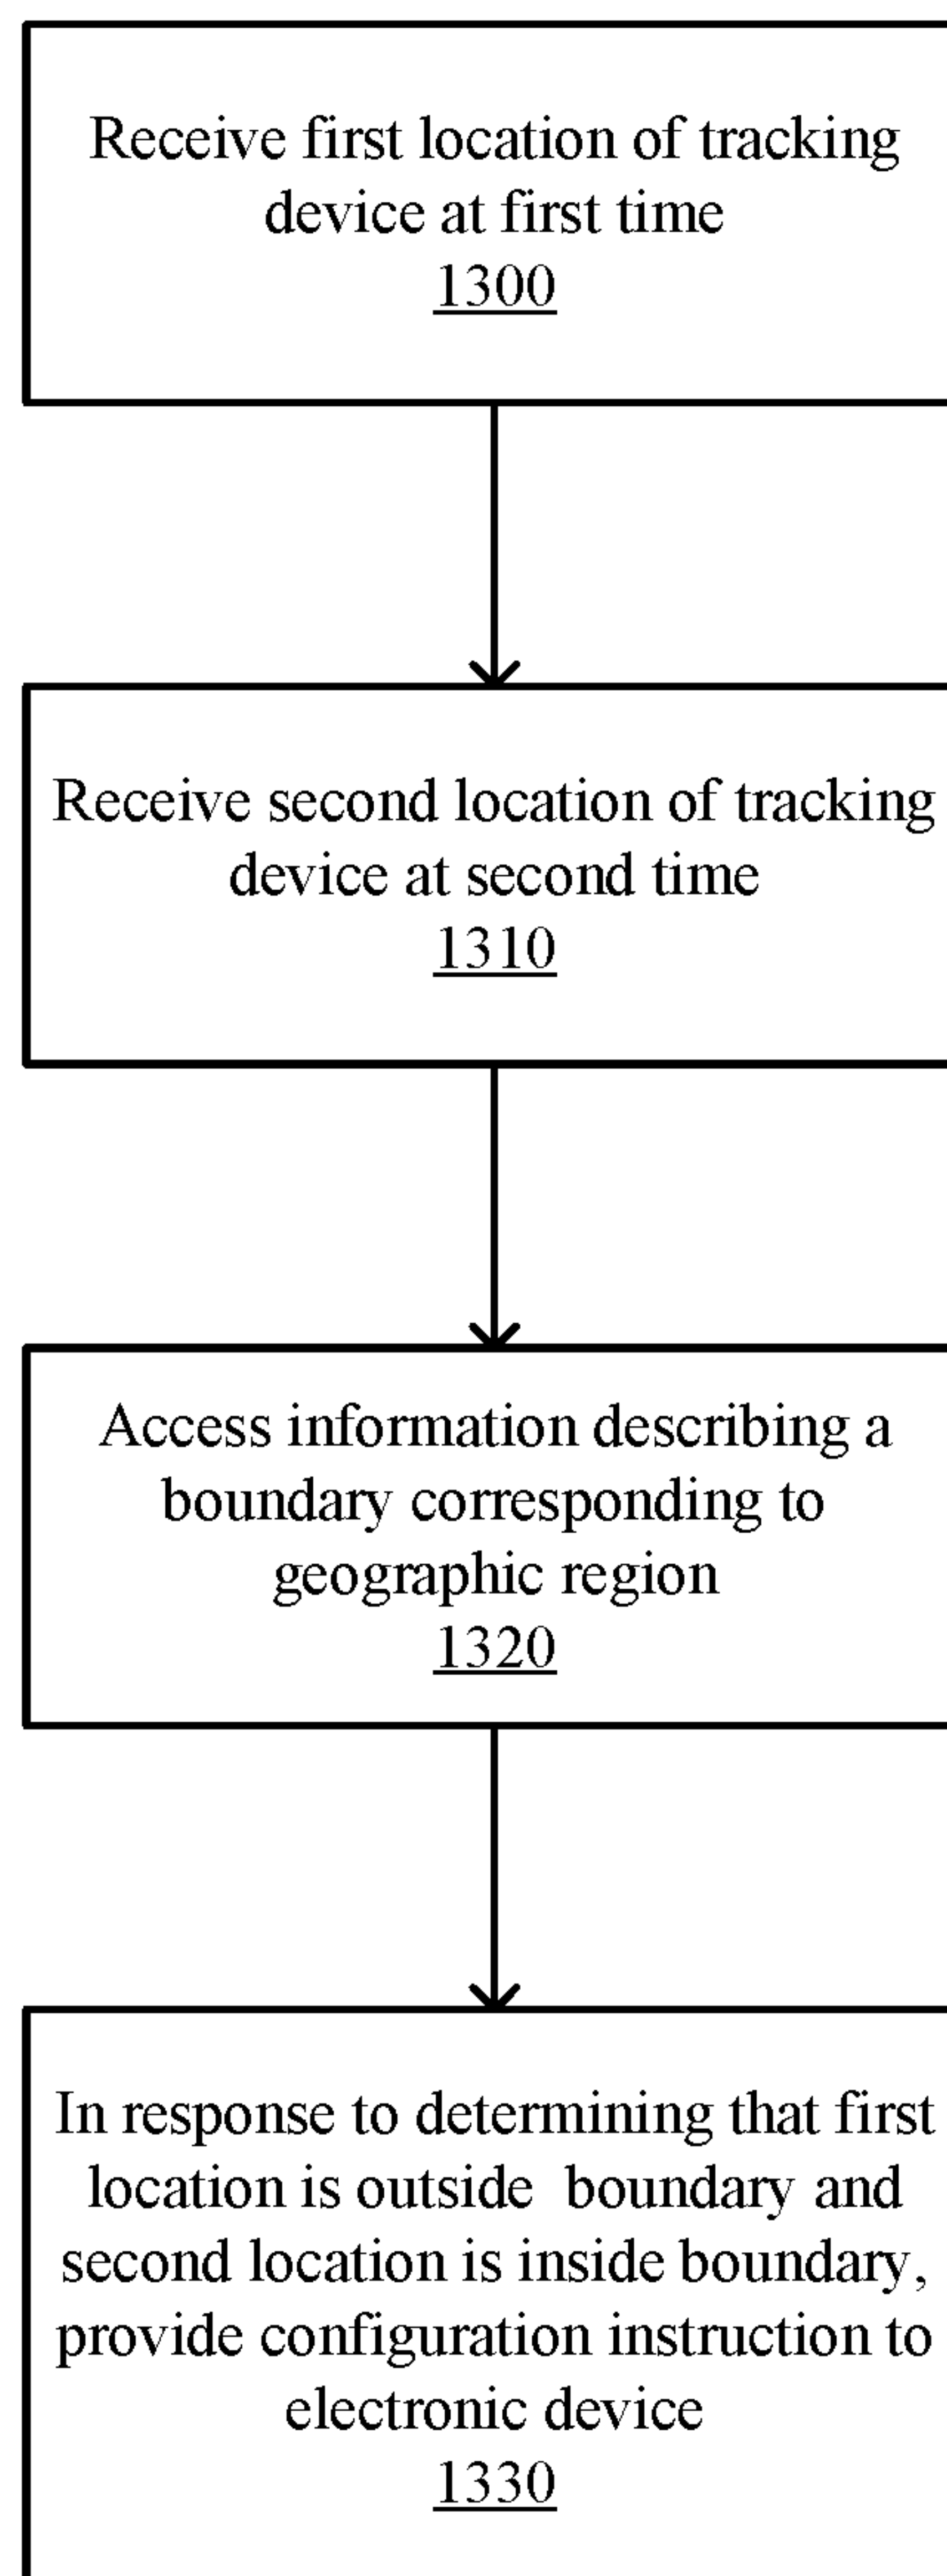 Receive first location of tracking
device at first time
1300
Receive second location of tracking
device at second time
1310
Access information describing a
boundary corresponding to
geographic region
1320
In response to determining that first
location is outside  boundary and
second location is inside boundary,
provide configuration instruction to
electronic device
1330